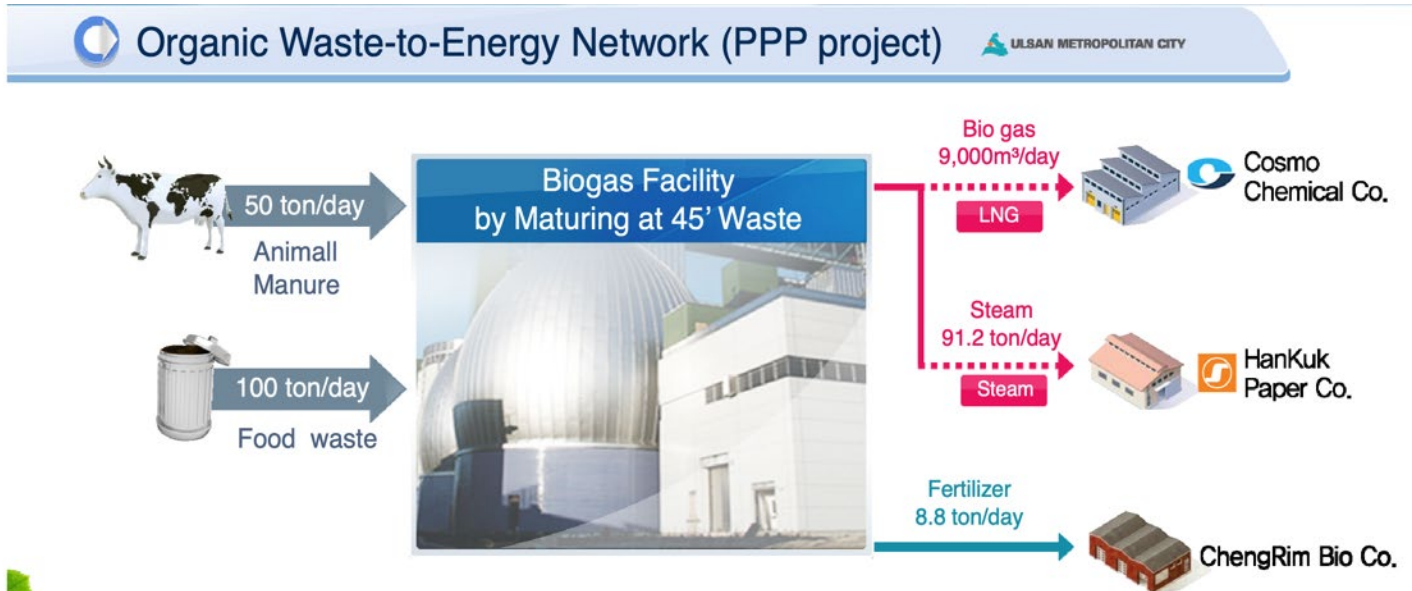 Organic Waste-to-Energy Network (PPP project)
ULSAN METROPOLITAN CITY
50 ton/day
Animall
Manure
100 ton/day
Food waste
Biogas Facility
by Maturing at 45’ Waste
Bio gas
9,000m³/day
LNG
Cosmo
Chemical Co.
Steam
91.2 ton/day
Steam
HanKuk
Paper Co.
Fertilizer
8.8 ton/day
ChengRim Bio Co.